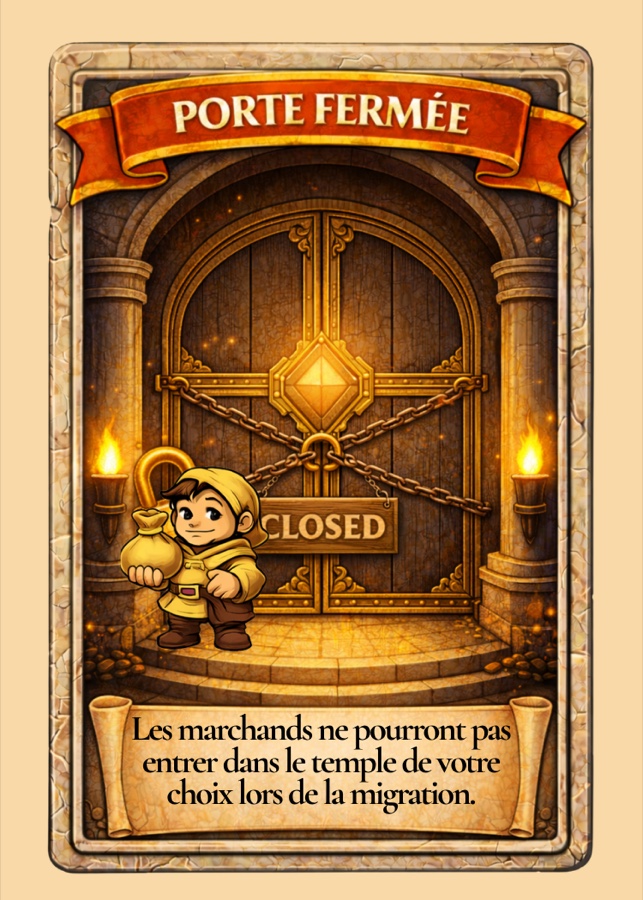 PORTE FERMÉE
CLOSED
Les marchands ne pourront pas
entrer dans le temple de votre
choix lors de la migration.